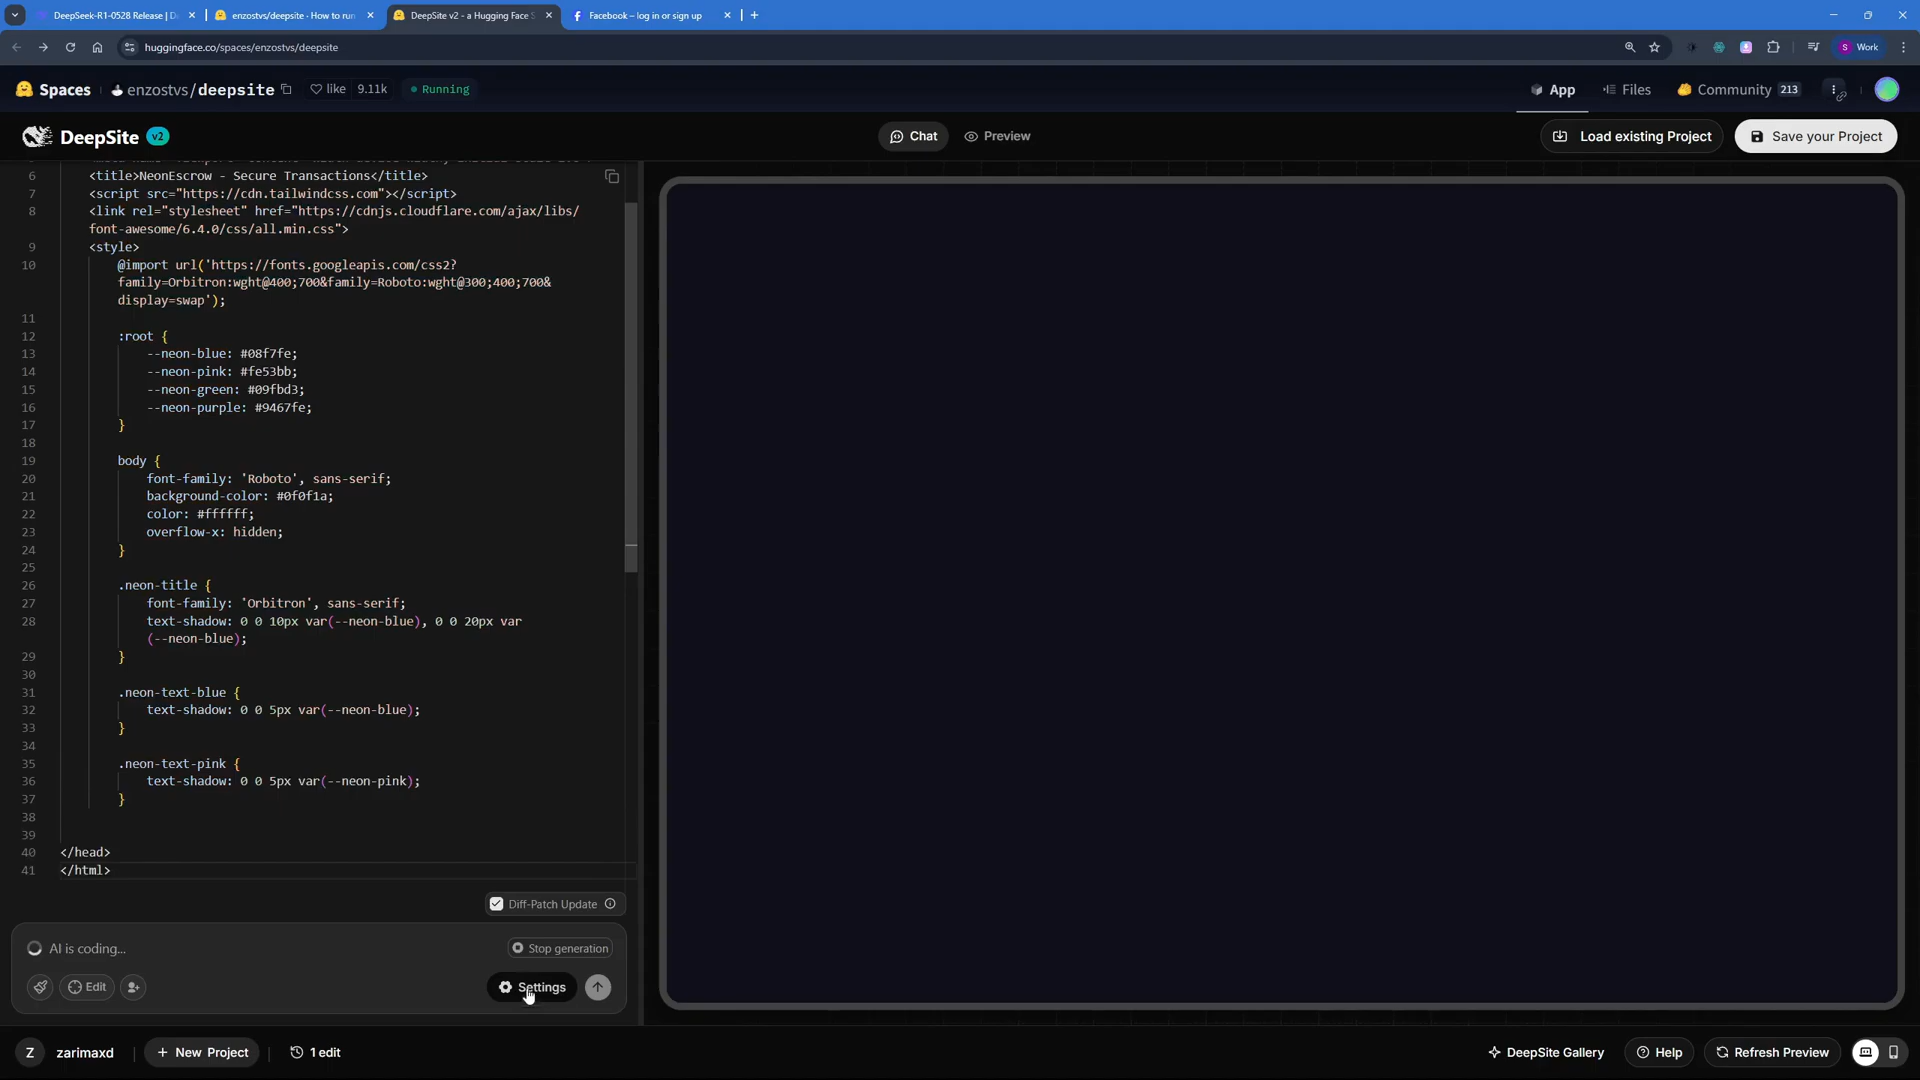 DeepSeek-R1-0528 Release | D
enzostvs/deepsite · How to run
DeepSite v2 - a Hugging Face S
Facebook – log in or sign up
huggingface.co/spaces/enzostvs/deepsite
S Work
Spaces
enzostvs/deepsite
like 9.11k
Running
App
Files
Community 213
DeepSite v2
Chat
Preview
Load existing Project
Save your Project
6 <title>NeonEscrow - Secure Transactions</title>
7 <script src="https://cdn.tailwindcss.com"></script>
8 <link rel="stylesheet" href="https://cdnjs.cloudflare.com/ajax/libs/
font-awesome/6.4.0/css/all.min.css">
9 <style>
10 @import url('https://fonts.googleapis.com/css2?
family=Orbitron:wght@400;700&family=Roboto:wght@300;400;700&
display=swap');
11
12 :root {
13 --neon-blue: #08f7fe;
14 --neon-pink: #fe53bb;
15 --neon-green: #09fbd3;
16 --neon-purple: #9467fe;
17 }
18
19 body {
20 font-family: 'Roboto', sans-serif;
21 background-color: #0f0f1a;
22 color: #ffffff;
23 overflow-x: hidden;
24 }
25
26 .neon-title {
27 font-family: 'Orbitron', sans-serif;
28 text-shadow: 0 0 10px var(--neon-blue), 0 0 20px var
(--neon-blue);
29 }
30
31 .neon-text-blue {
32 text-shadow: 0 0 5px var(--neon-blue);
33 }
34
35 .neon-text-pink {
36 text-shadow: 0 0 5px var(--neon-pink);
37 }
38
39
40 </head>
41 </html>
Diff-Patch Update
AI is coding...
Stop generation
Edit
Settings
Z zarimaxd
+ New Project
1 edit
DeepSite Gallery
Help
Refresh Preview